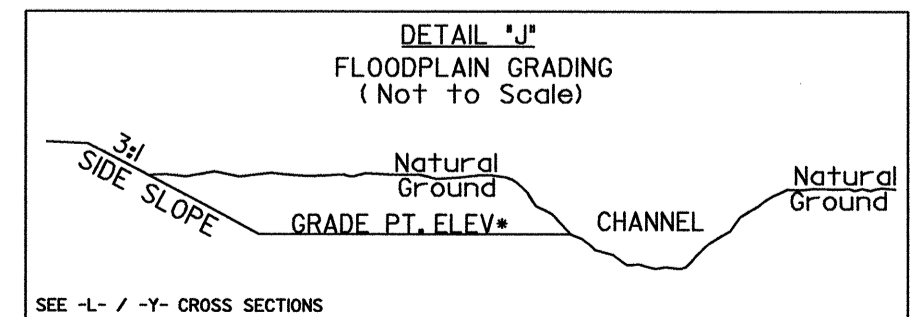 DETAIL "J"
FLOODPLAIN GRADING
(Not to Scale)
3:1
SIDE SLOPE
Natural
Ground
Natural
Ground
GRADE PT. ELEV*
CHANNEL
SEE -L- / -Y- CROSS SECTIONS